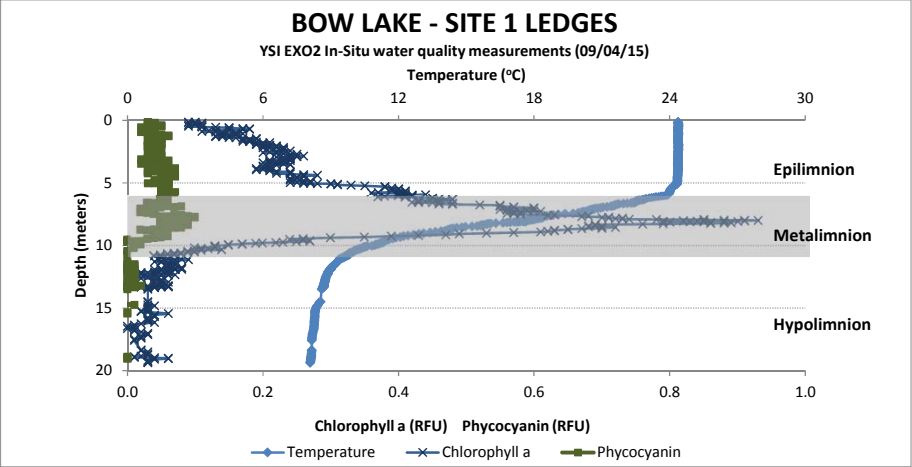 BOW LAKE - SITE 1 LEDGES
YSI EXO2 In-Situ water quality measurements (09/04/15)
Temperature (°C)
0 6 12 18 24 30
0
5
10
15
20
Depth (meters)
Epilimnion
Metalimnion
Hypolimnion
0.0 0.2 0.4 0.6 0.8 1.0
Chlorophyll a (RFU) Phycocyanin (RFU)
Temperature Chlorophyll a Phycocyanin